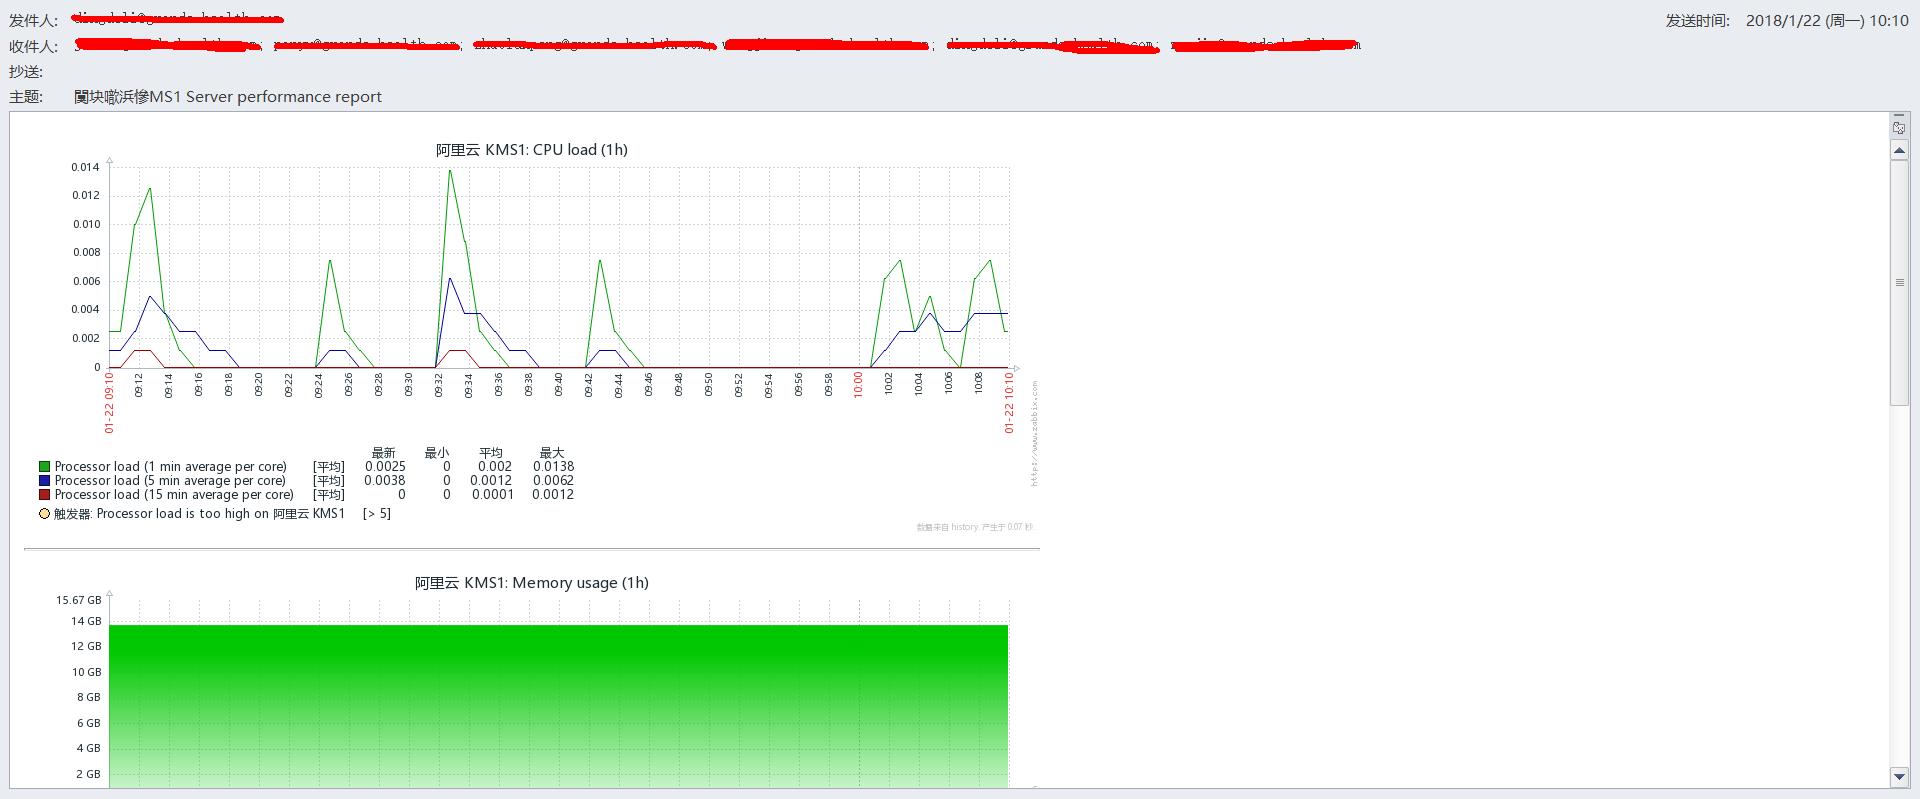 发件人:
发送时间: 2018/1/22 (周一) 10:10
收件人:
抄送:
主题: 闃块噷浜慘MS1 Server performance report
阿里云 KMS1: CPU load (1h)
0.014
0.012
0.010
0.008
0.006
0.004
0.002
0
01-22 09:10 09:12 09:14 09:16 09:18 09:20 09:22 09:24 09:26 09:28 09:30 09:32 09:34 09:36 09:38 09:40 09:42 09:44 09:46 09:48 09:50 09:52 09:54 09:56 09:58 10:00 10:02 10:04 10:06 10:08 01-22 10:10
http://www.zabbix.com
最新 最小 平均 最大
Processor load (1 min average per core) [平均] 0.0025 0 0.002 0.0138
Processor load (5 min average per core) [平均] 0.0038 0 0.0012 0.0062
Processor load (15 min average per core) [平均] 0 0 0.0001 0.0012
触发器: Processor load is too high on 阿里云 KMS1 [> 5]
数据来自 history. 产生于 0.07 秒
阿里云 KMS1: Memory usage (1h)
15.67 GB
14 GB
12 GB
10 GB
8 GB
6 GB
4 GB
2 GB